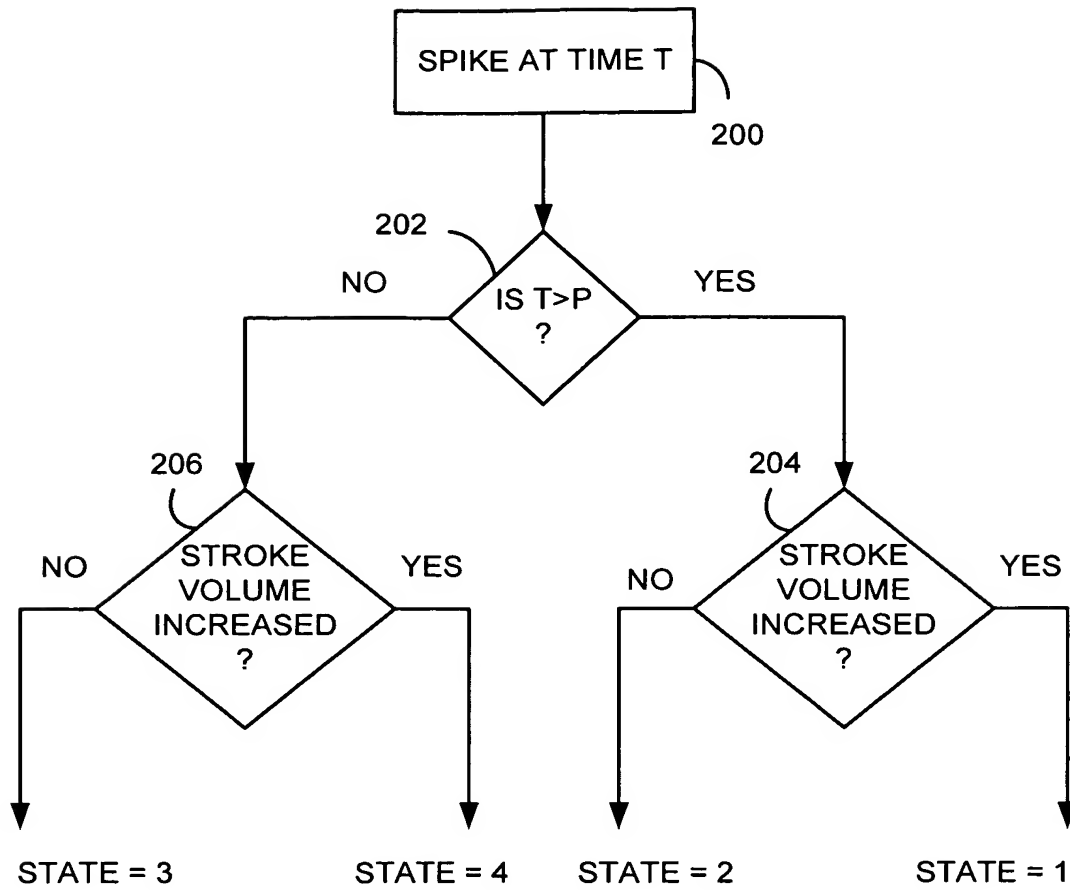 SPIKE AT TIME T
200
202
NO
YES
IS T>P
?
206
204
NO
STROKE
VOLUME
INCREASED
?
YES
NO
STROKE
VOLUME
INCREASED
?
YES
STATE = 3
STATE = 4
STATE = 2
STATE = 1